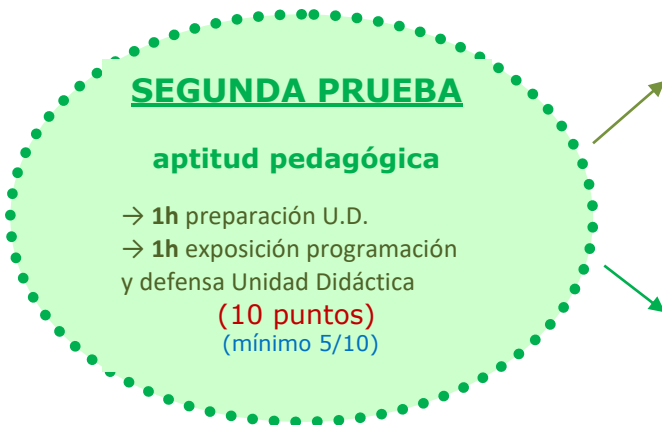 SEGUNDA PRUEBA
aptitud pedagógica
→ 1h preparación U.D.
→ 1h exposición programación
y defensa Unidad Didáctica
(10 puntos)
(mínimo 5/10)